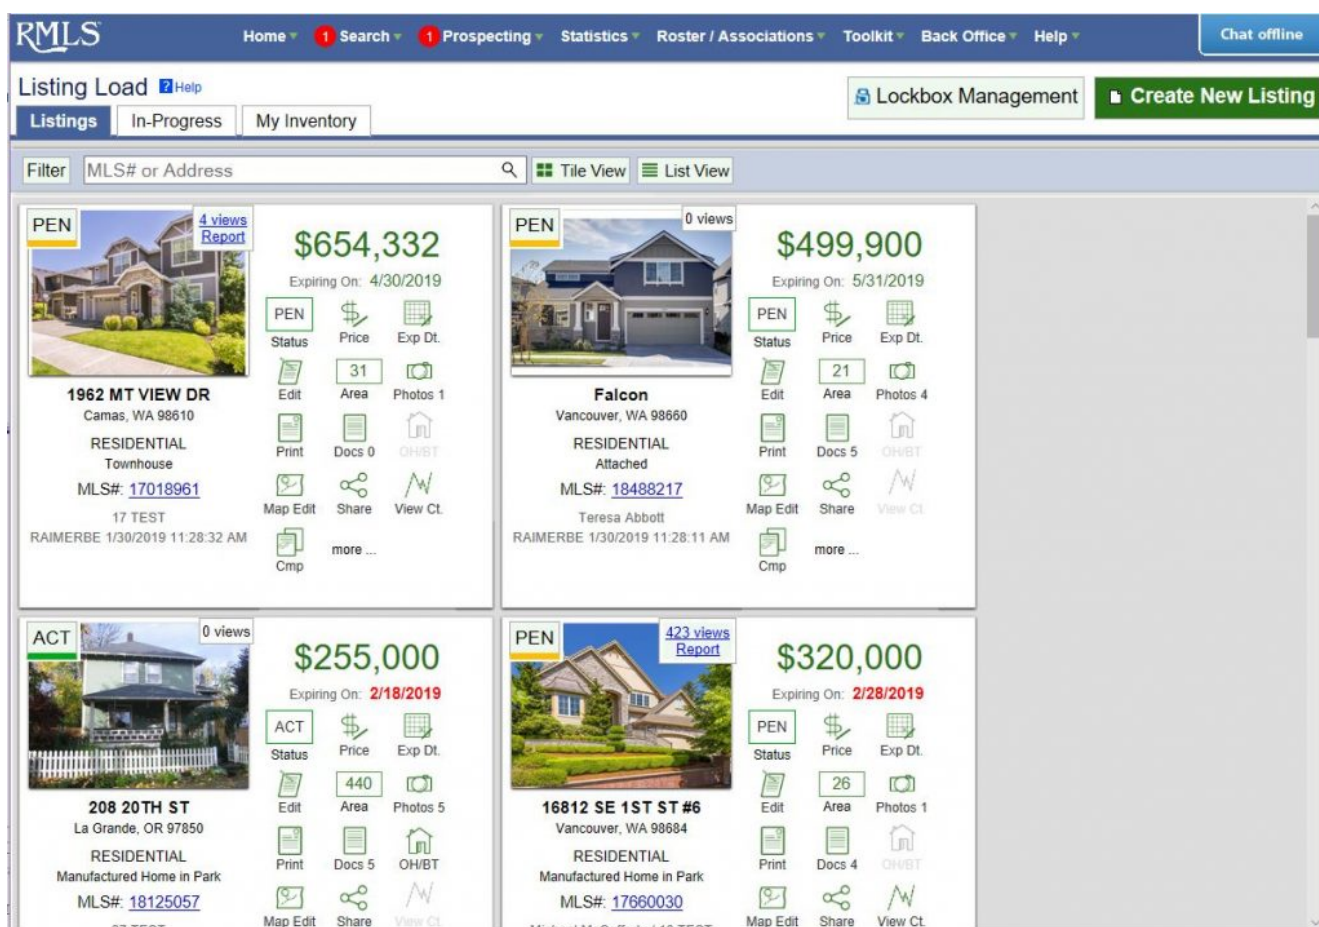 RMLS
Home 1 Search 1 Prospecting Statistics Roster / Associations Toolkit Back Office Help Chat offline
Listing Load ? Help
Lockbox Management Create New Listing
Listings In-Progress My Inventory
Filter MLS# or Address Tile View List View
PEN
4 views
Report
$654,332
Expiring On: 4/30/2019
PEN
Status Price Exp Dt.
31
Edit Area Photos 1
Print Docs 0 OH/BT
Map Edit Share View Ct.
Cmp more ...
1962 MT VIEW DR
Camas, WA 98610
RESIDENTIAL
Townhouse
MLS#: 17018961
17 TEST
RAIMERBE 1/30/2019 11:28:32 AM
PEN
0 views
$499,900
Expiring On: 5/31/2019
PEN
Status Price Exp Dt.
21
Edit Area Photos 4
Print Docs 5 OH/BT
Map Edit Share View Ct.
Cmp more ...
Falcon
Vancouver, WA 98660
RESIDENTIAL
Attached
MLS#: 18488217
Teresa Abbott
RAIMERBE 1/30/2019 11:28:11 AM
ACT
0 views
$255,000
Expiring On: 2/18/2019
ACT
Status Price Exp Dt.
440
Edit Area Photos 5
Print Docs 5 OH/BT
Map Edit Share View Ct.
208 20TH ST
La Grande, OR 97850
RESIDENTIAL
Manufactured Home in Park
MLS#: 18125057
PEN
423 views
Report
$320,000
Expiring On: 2/28/2019
PEN
Status Price Exp Dt.
26
Edit Area Photos 1
Print Docs 4 OH/BT
Map Edit Share View Ct.
16812 SE 1ST ST #6
Vancouver, WA 98684
RESIDENTIAL
Manufactured Home in Park
MLS#: 17660030